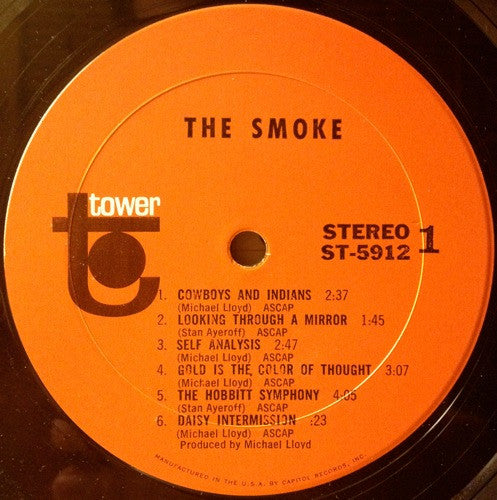 THE SMOKE
tower
STEREO 1
ST-5912
1. COWBOYS AND INDIANS 2:37
(Michael Lloyd) ASCAP
2. LOOKING THROUGH A MIRROR 1:45
(Stan Ayeroff) ASCAP
3. SELF ANALYSIS 2:47
(Michael Lloyd) ASCAP
4. GOLD IS THE COLOR OF THOUGHT 3:07
(Michael Lloyd) ASCAP
5. THE HOBBITT SYMPHONY 4:05
(Stan Ayeroff) ASCAP
6. DAISY INTERMISSION :23
(Michael Lloyd) ASCAP
Produced by Michael Lloyd
MANUFACTURED IN THE U.S.A. BY CAPITOL RECORDS, INC.